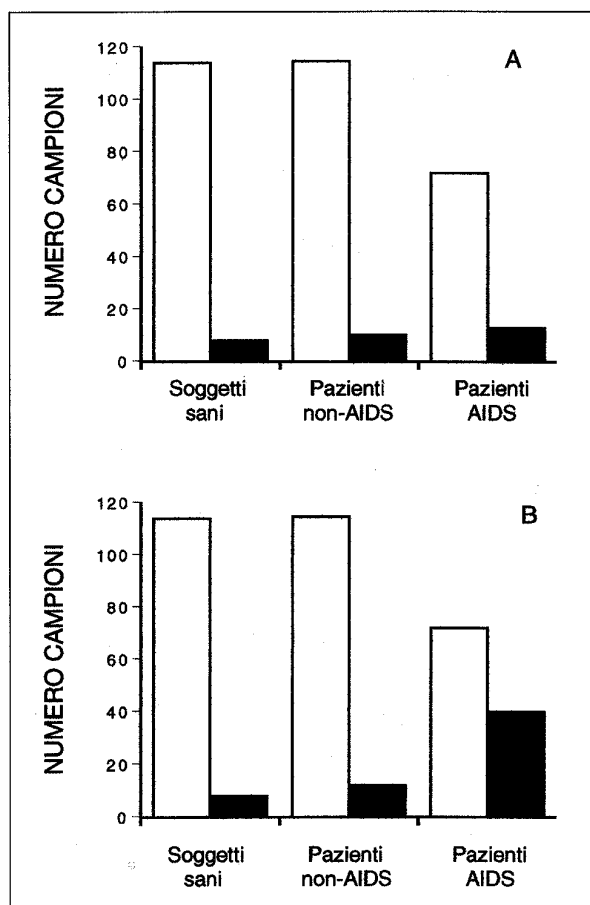 A
NUMERO CAMPIONI
120
100
80
60
40
20
0
Soggetti sani
Pazienti non-AIDS
Pazienti AIDS
B
NUMERO CAMPIONI
120
100
80
60
40
20
0
Soggetti sani
Pazienti non-AIDS
Pazienti AIDS